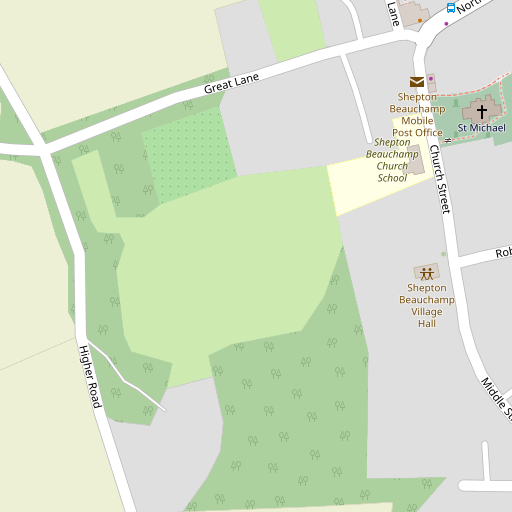 North
Lane
Great Lane
Shepton
Beauchamp
Mobile
Post Office
St Michael
Shepton
Beauchamp
Church
School
Church Street
Rob
Shepton
Beauchamp
Village
Hall
Higher Road
Middle St